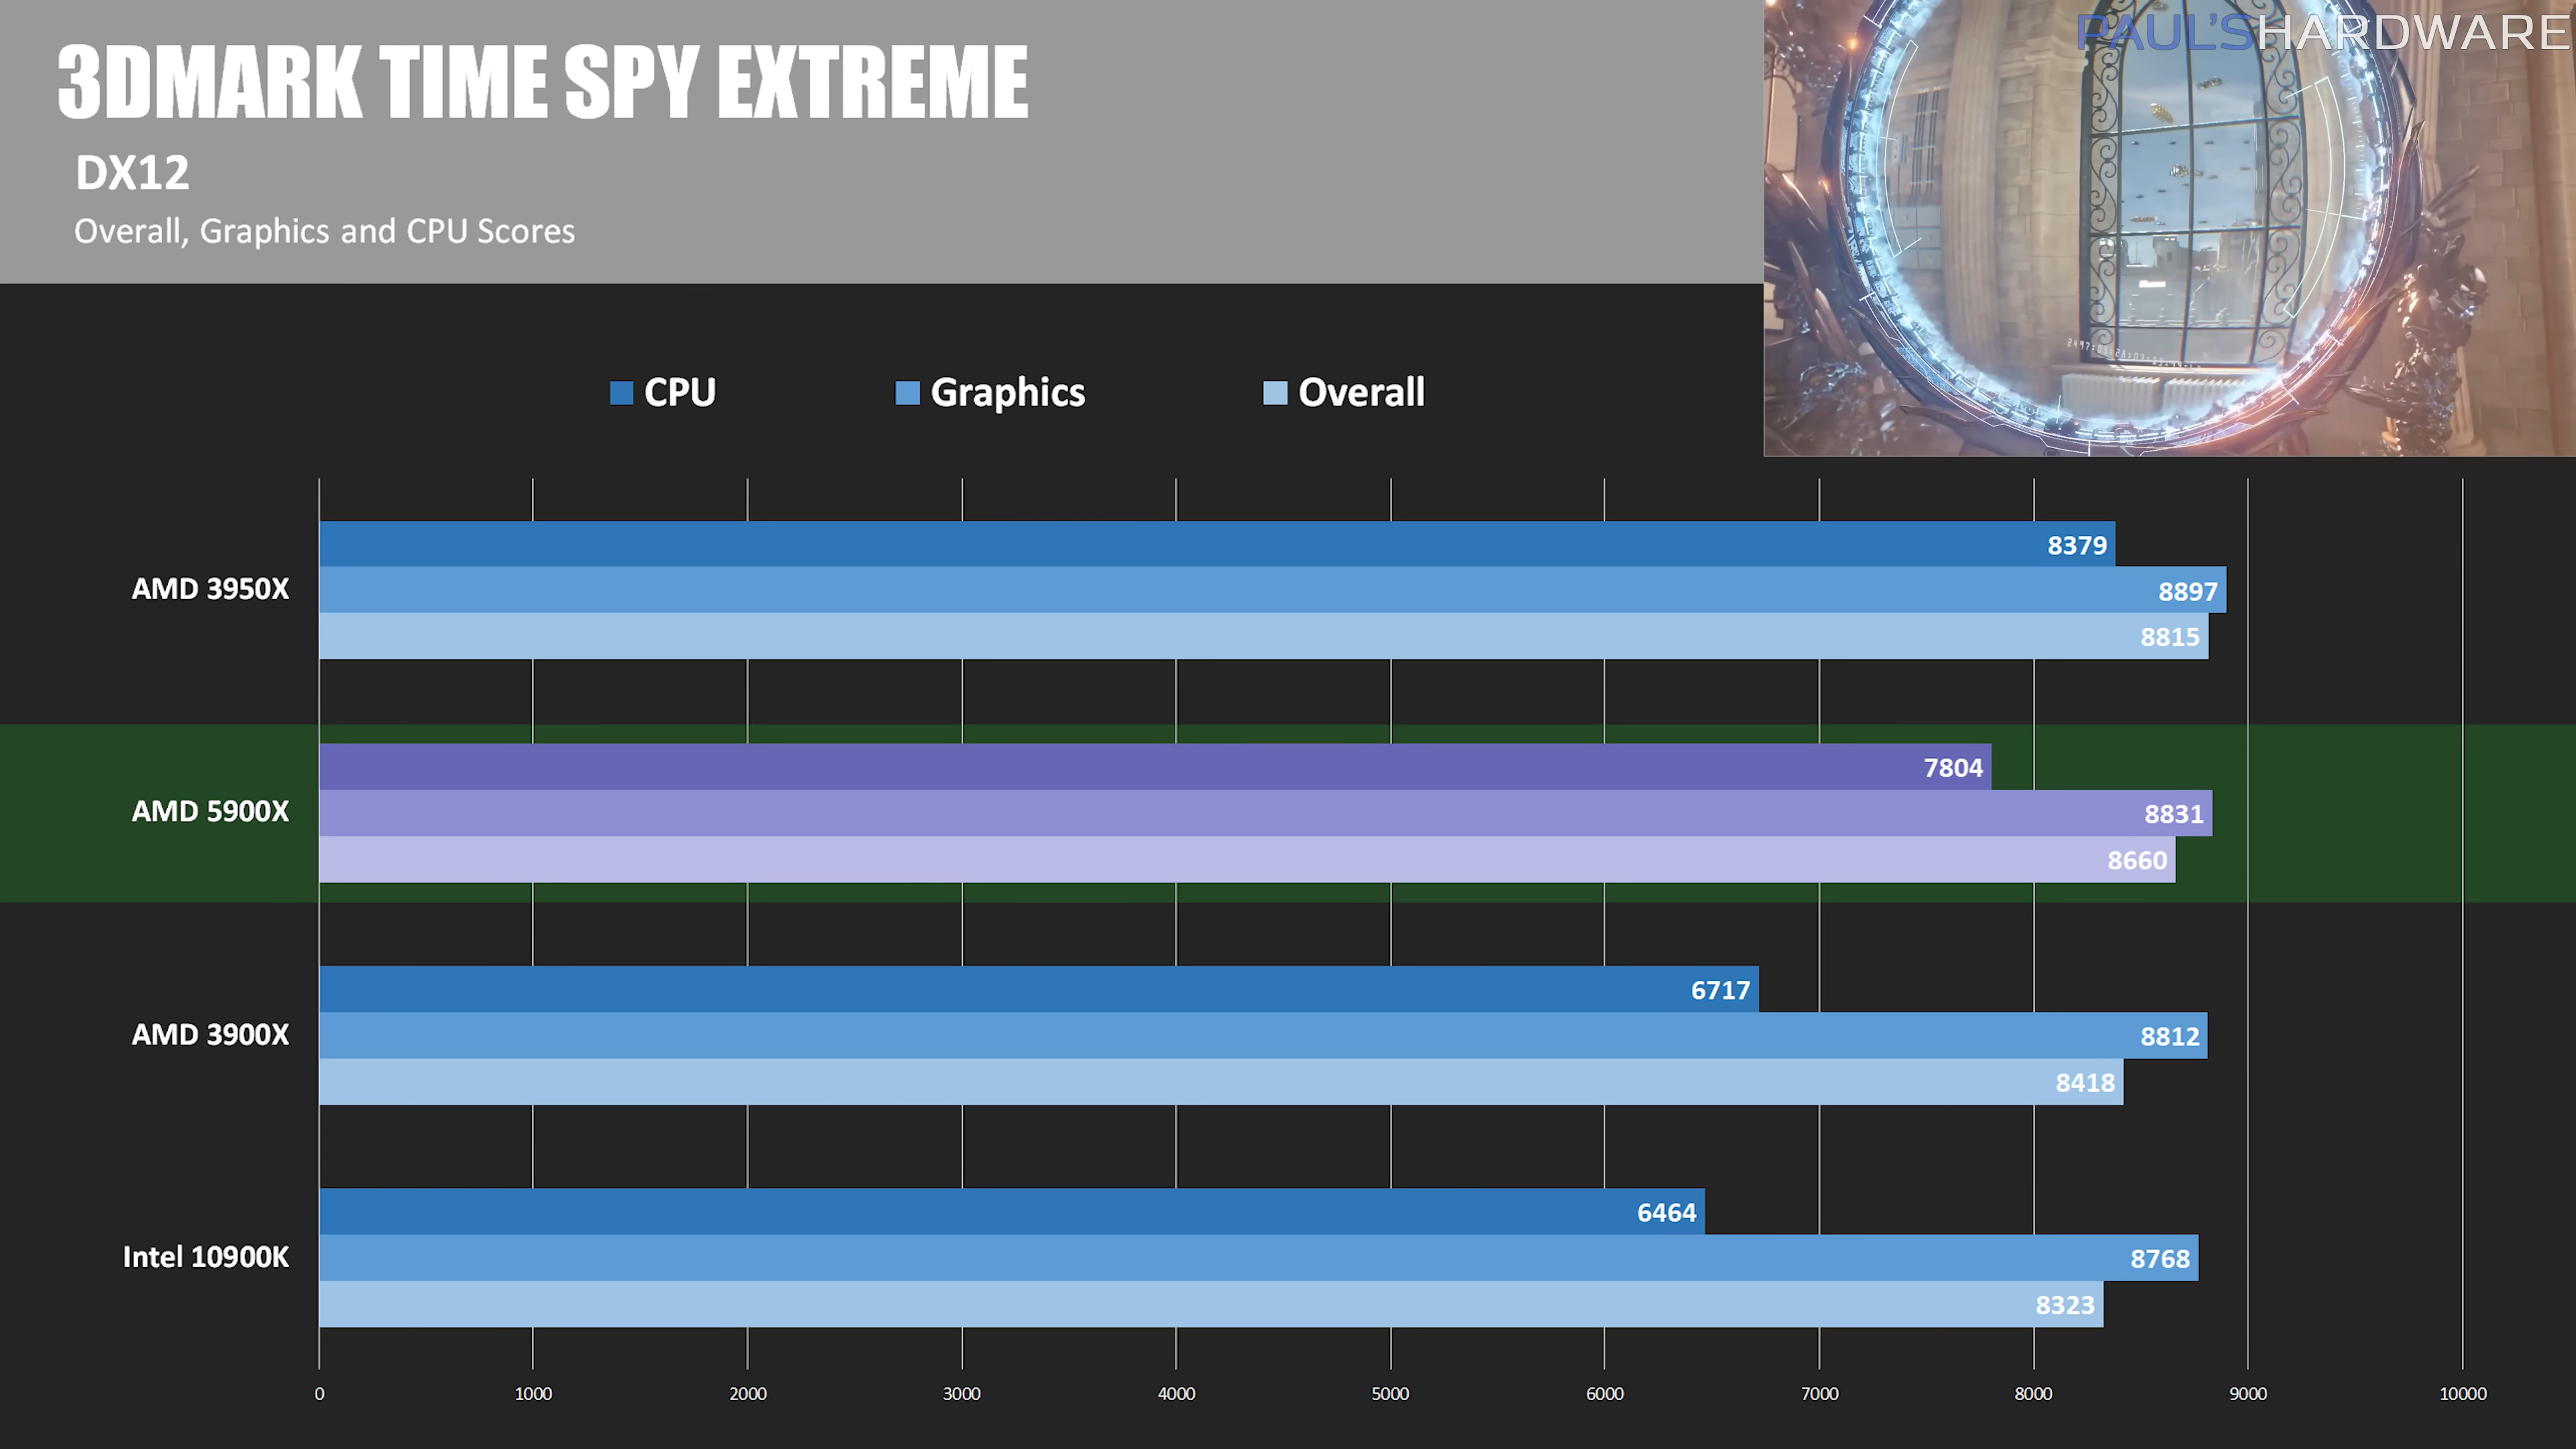 3DMARK TIME SPY EXTREME
PAUL'SHARDWARE
DX12
Overall, Graphics and CPU Scores
CPU Graphics Overall
AMD 3950X
8379
8897
8815
AMD 5900X
7804
8831
8660
AMD 3900X
6717
8812
8418
Intel 10900K
6464
8768
8323
0 1000 2000 3000 4000 5000 6000 7000 8000 9000 10000